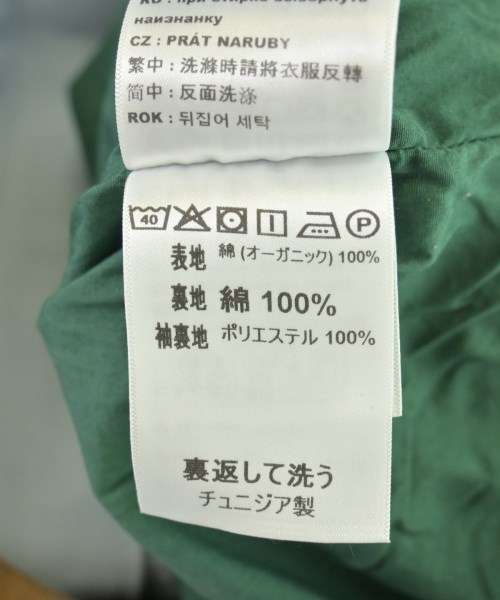 наизнанку
CZ : PRÁT NARUBY
繁中 : 洗滌時請將衣服反轉
简中 : 反面洗涤
ROK : 뒤집어 세탁
40 P
表地 綿 (オーガニック) 100%
裏地 綿 100%
袖裏地 ポリエステル 100%
裏返して洗う
チュニジア製